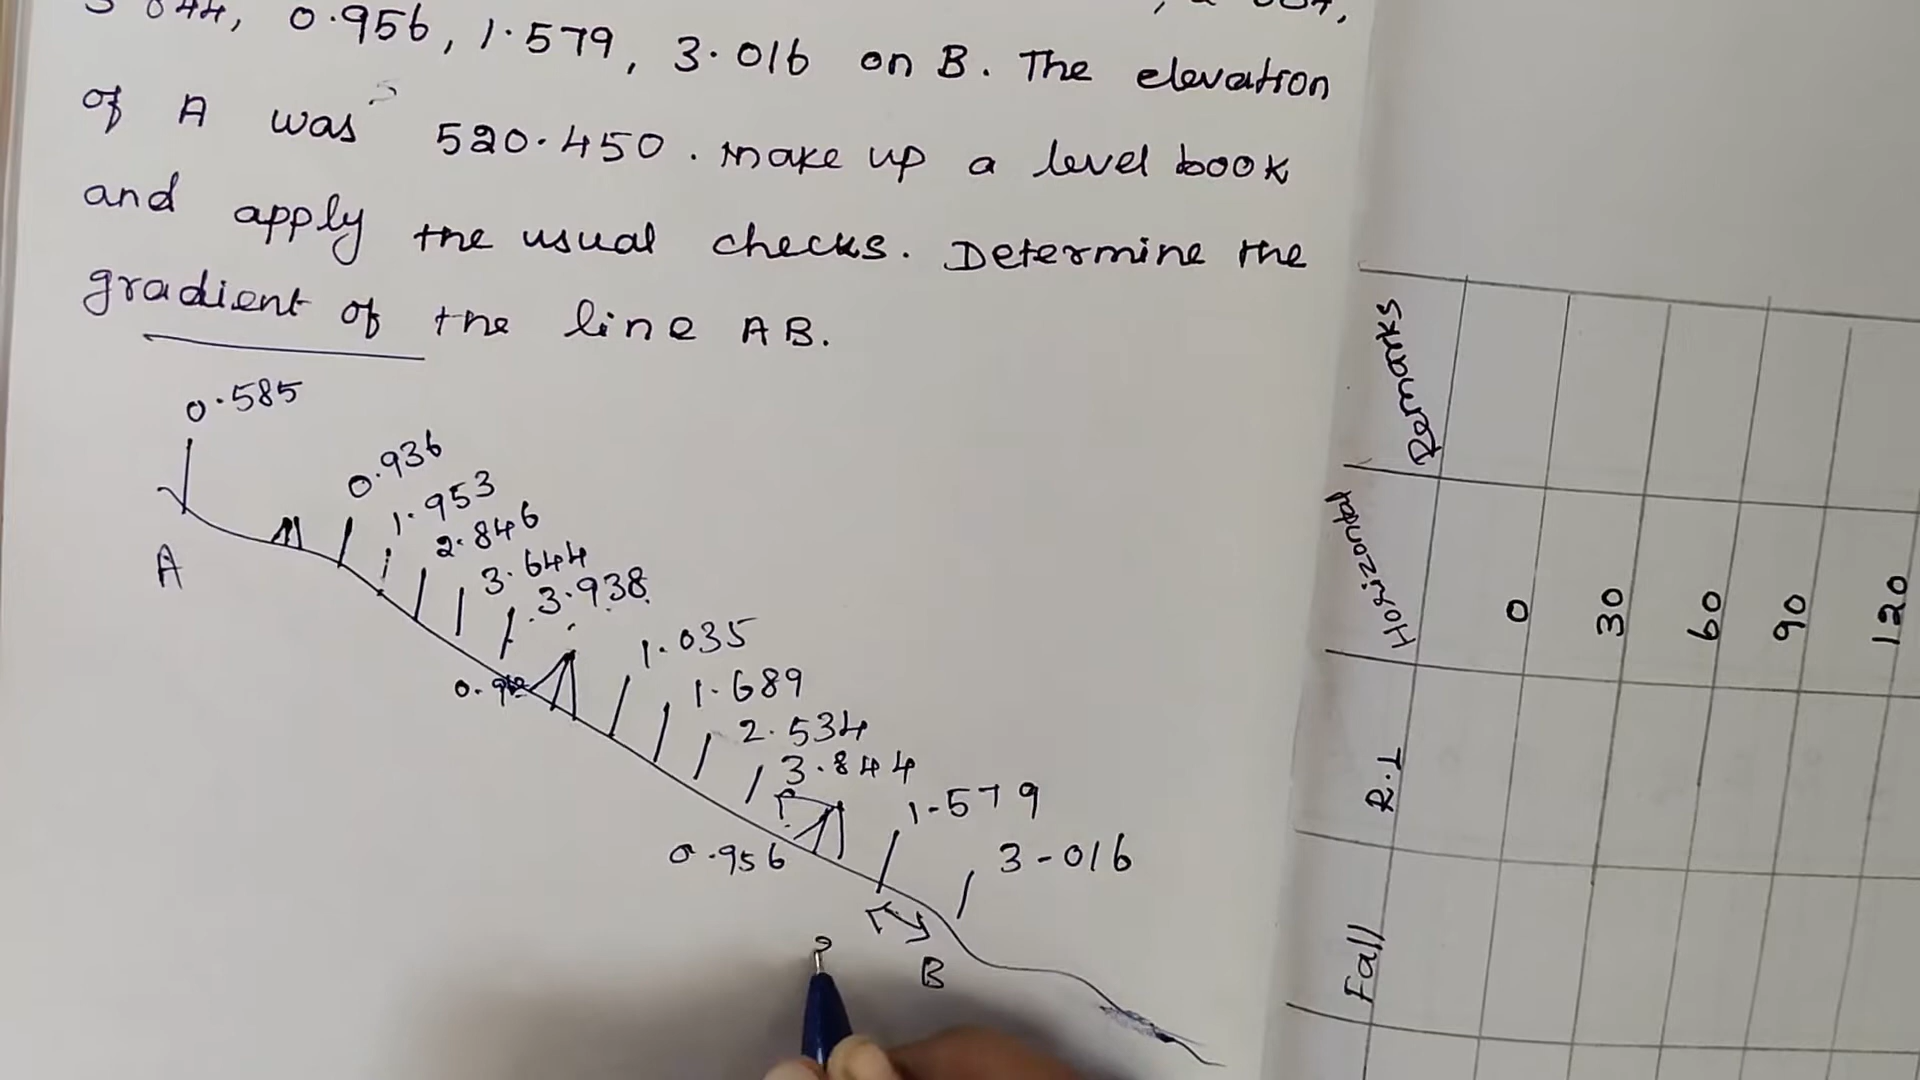 0.956, 1.579, 3.016 on B. The elevation
of A was 520.450. make up a level book
and apply the usual checks. Determine the
gradient of the line AB.
0.585
0.936
1.953
2.846
3.644
3.938
A
1.035
1.689
2.534
3.844
0.956
1-579
3-016
B
Remarks
Horizondal
0
30
60
90
120
R.L
Fall